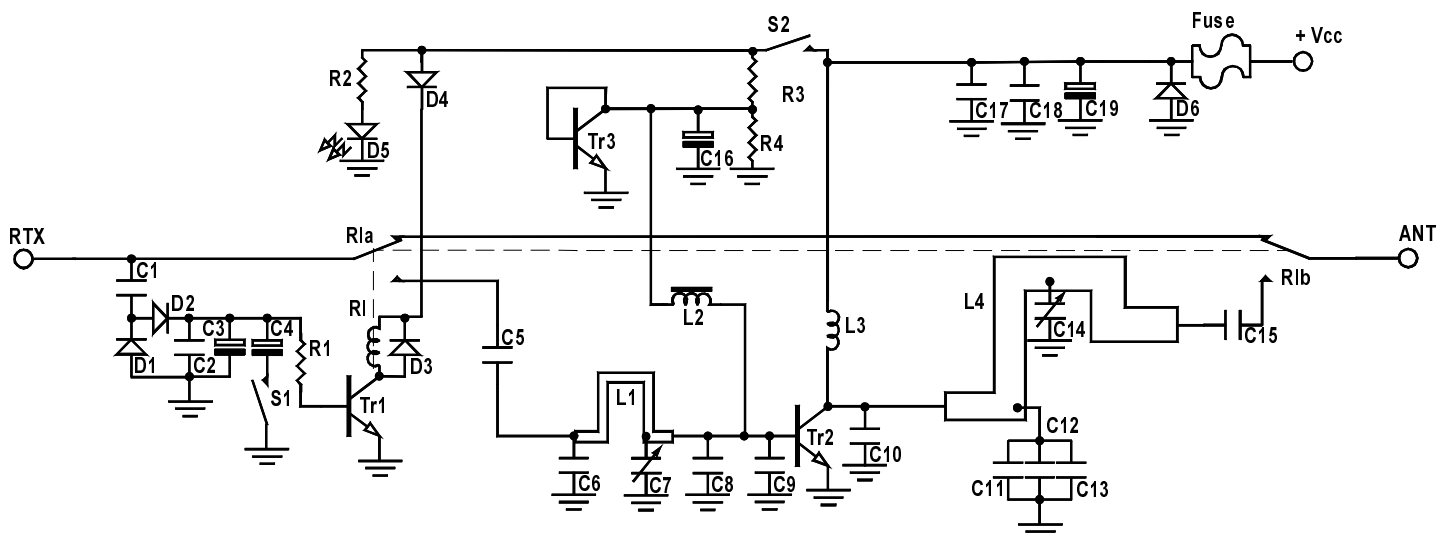 Fuse
S2
+ Vcc
R2
D4
R3
D5
Tr3
C16
R4
C17
C18
C19
D6
RTX
Rla
ANT
C1
Rl
L4
Rlb
D2
L2
C3
C4
C14
L3
C5
C15
D1
C2
R1
D3
S1
Tr1
L1
Tr2
C10
C12
C6
C7
C8
C9
C11
C13